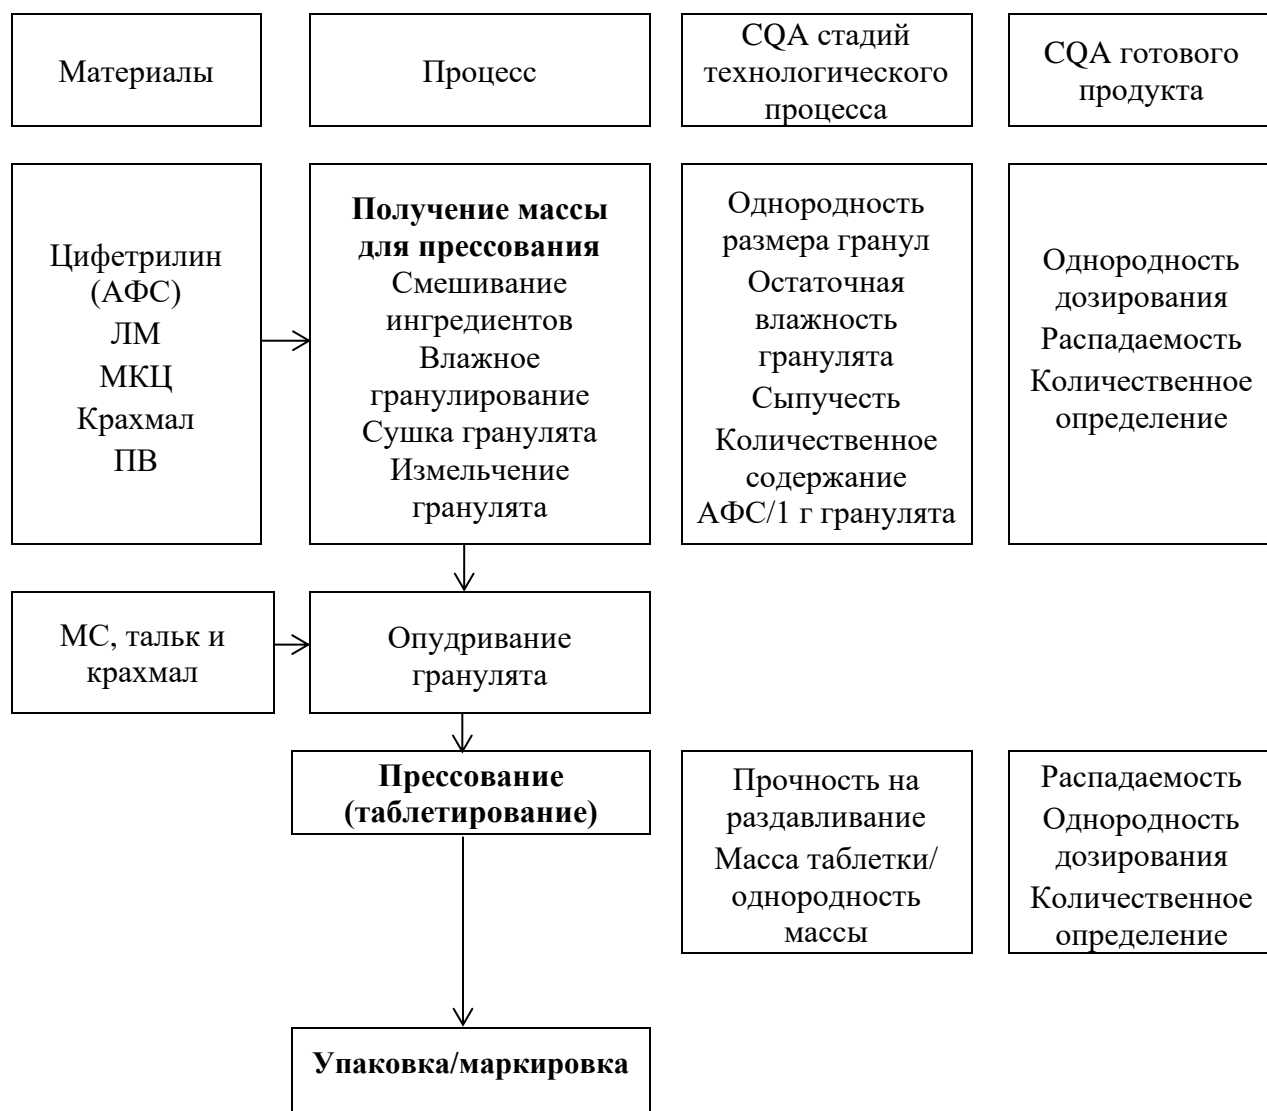 Материалы
Процесс
CQA стадий
технологического
процесса
CQA готового
продукта
Цифетрилин
(АФС)
ЛМ
МКЦ
Крахмал
ПВ
Получение массы
для прессования
Смешивание
ингредиентов
Влажное
гранулирование
Сушка гранулята
Измельчение
гранулята
Однородность
размера гранул
Остаточная
влажность
гранулята
Сыпучесть
Количественное
содержание
АФС/1 г гранулята
Однородность
дозирования
Распадаемость
Количественное
определение
МС, тальк и
крахмал
Опудривание
гранулята
Прессование
(таблетирование)
Прочность на
раздавливание
Масса таблетки/
однородность
массы
Распадаемость
Однородность
дозирования
Количественное
определение
Упаковка/маркировка